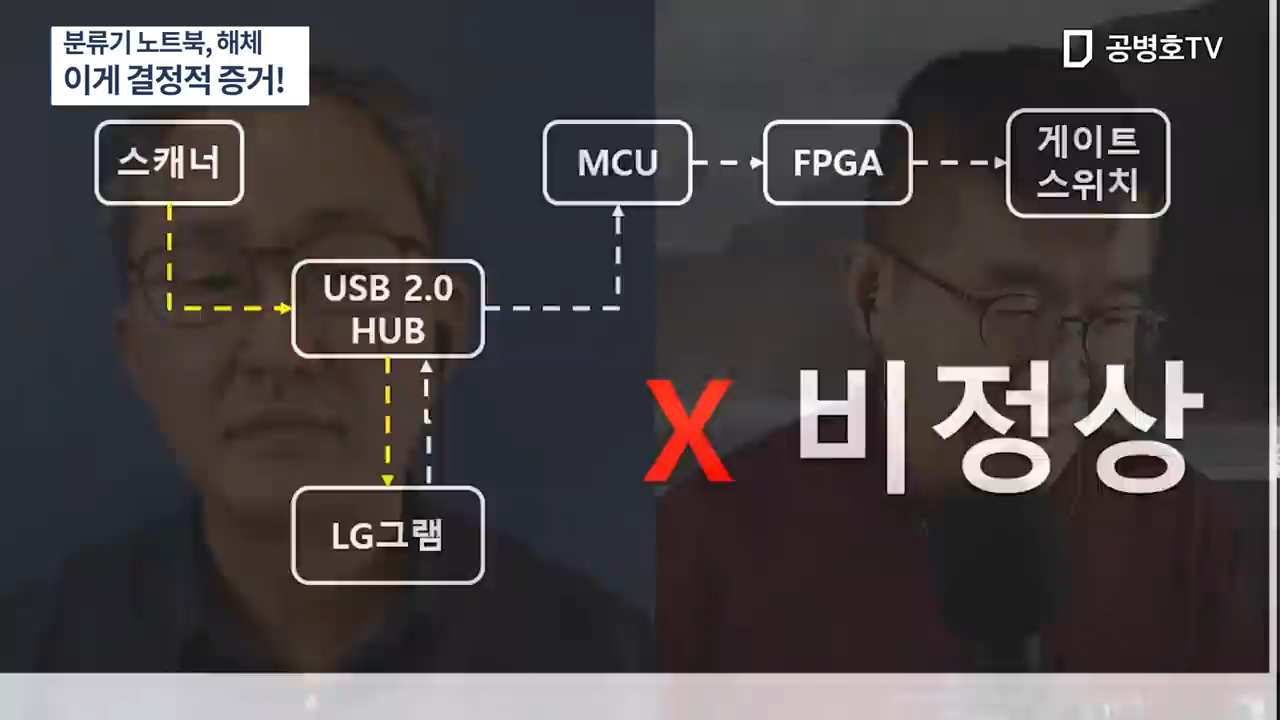 분류기 노트북, 해체
이게 결정적 증거!
공병호TV
스캐너
MCU
FPGA
게이트
스위치
USB 2.0
HUB
X 비정상
LG그램